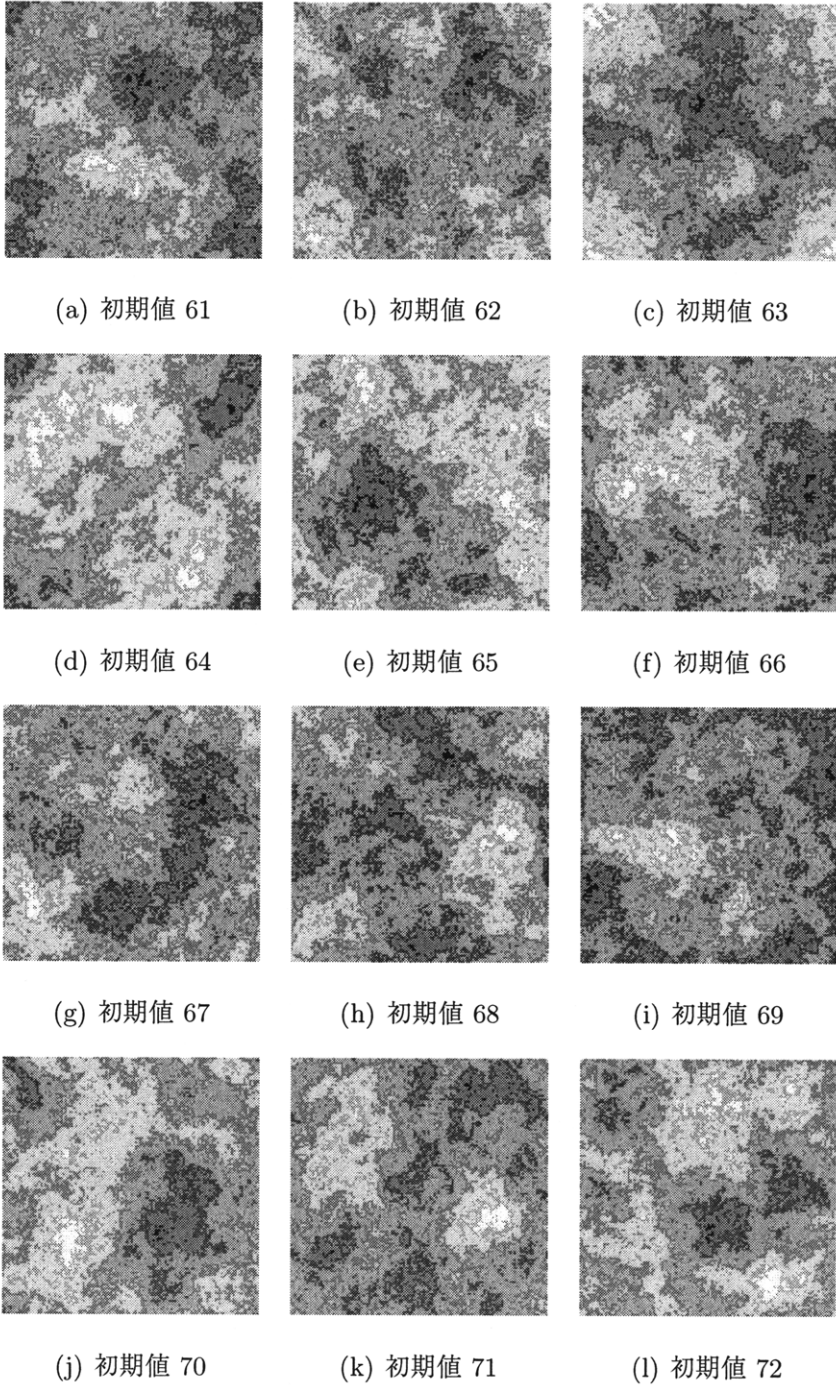 (a) 初期値 61 (b) 初期値 62 (c) 初期値 63
(d) 初期値 64 (e) 初期値 65 (f) 初期値 66
(g) 初期値 67 (h) 初期値 68 (i) 初期値 69
(j) 初期値 70 (k) 初期値 71 (l) 初期値 72